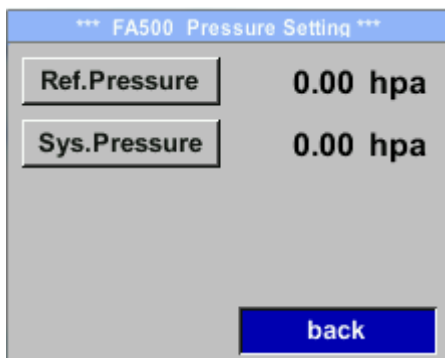 *** FA500 Pressure Setting ***
Ref.Pressure 0.00 hpa
Sys.Pressure 0.00 hpa
back